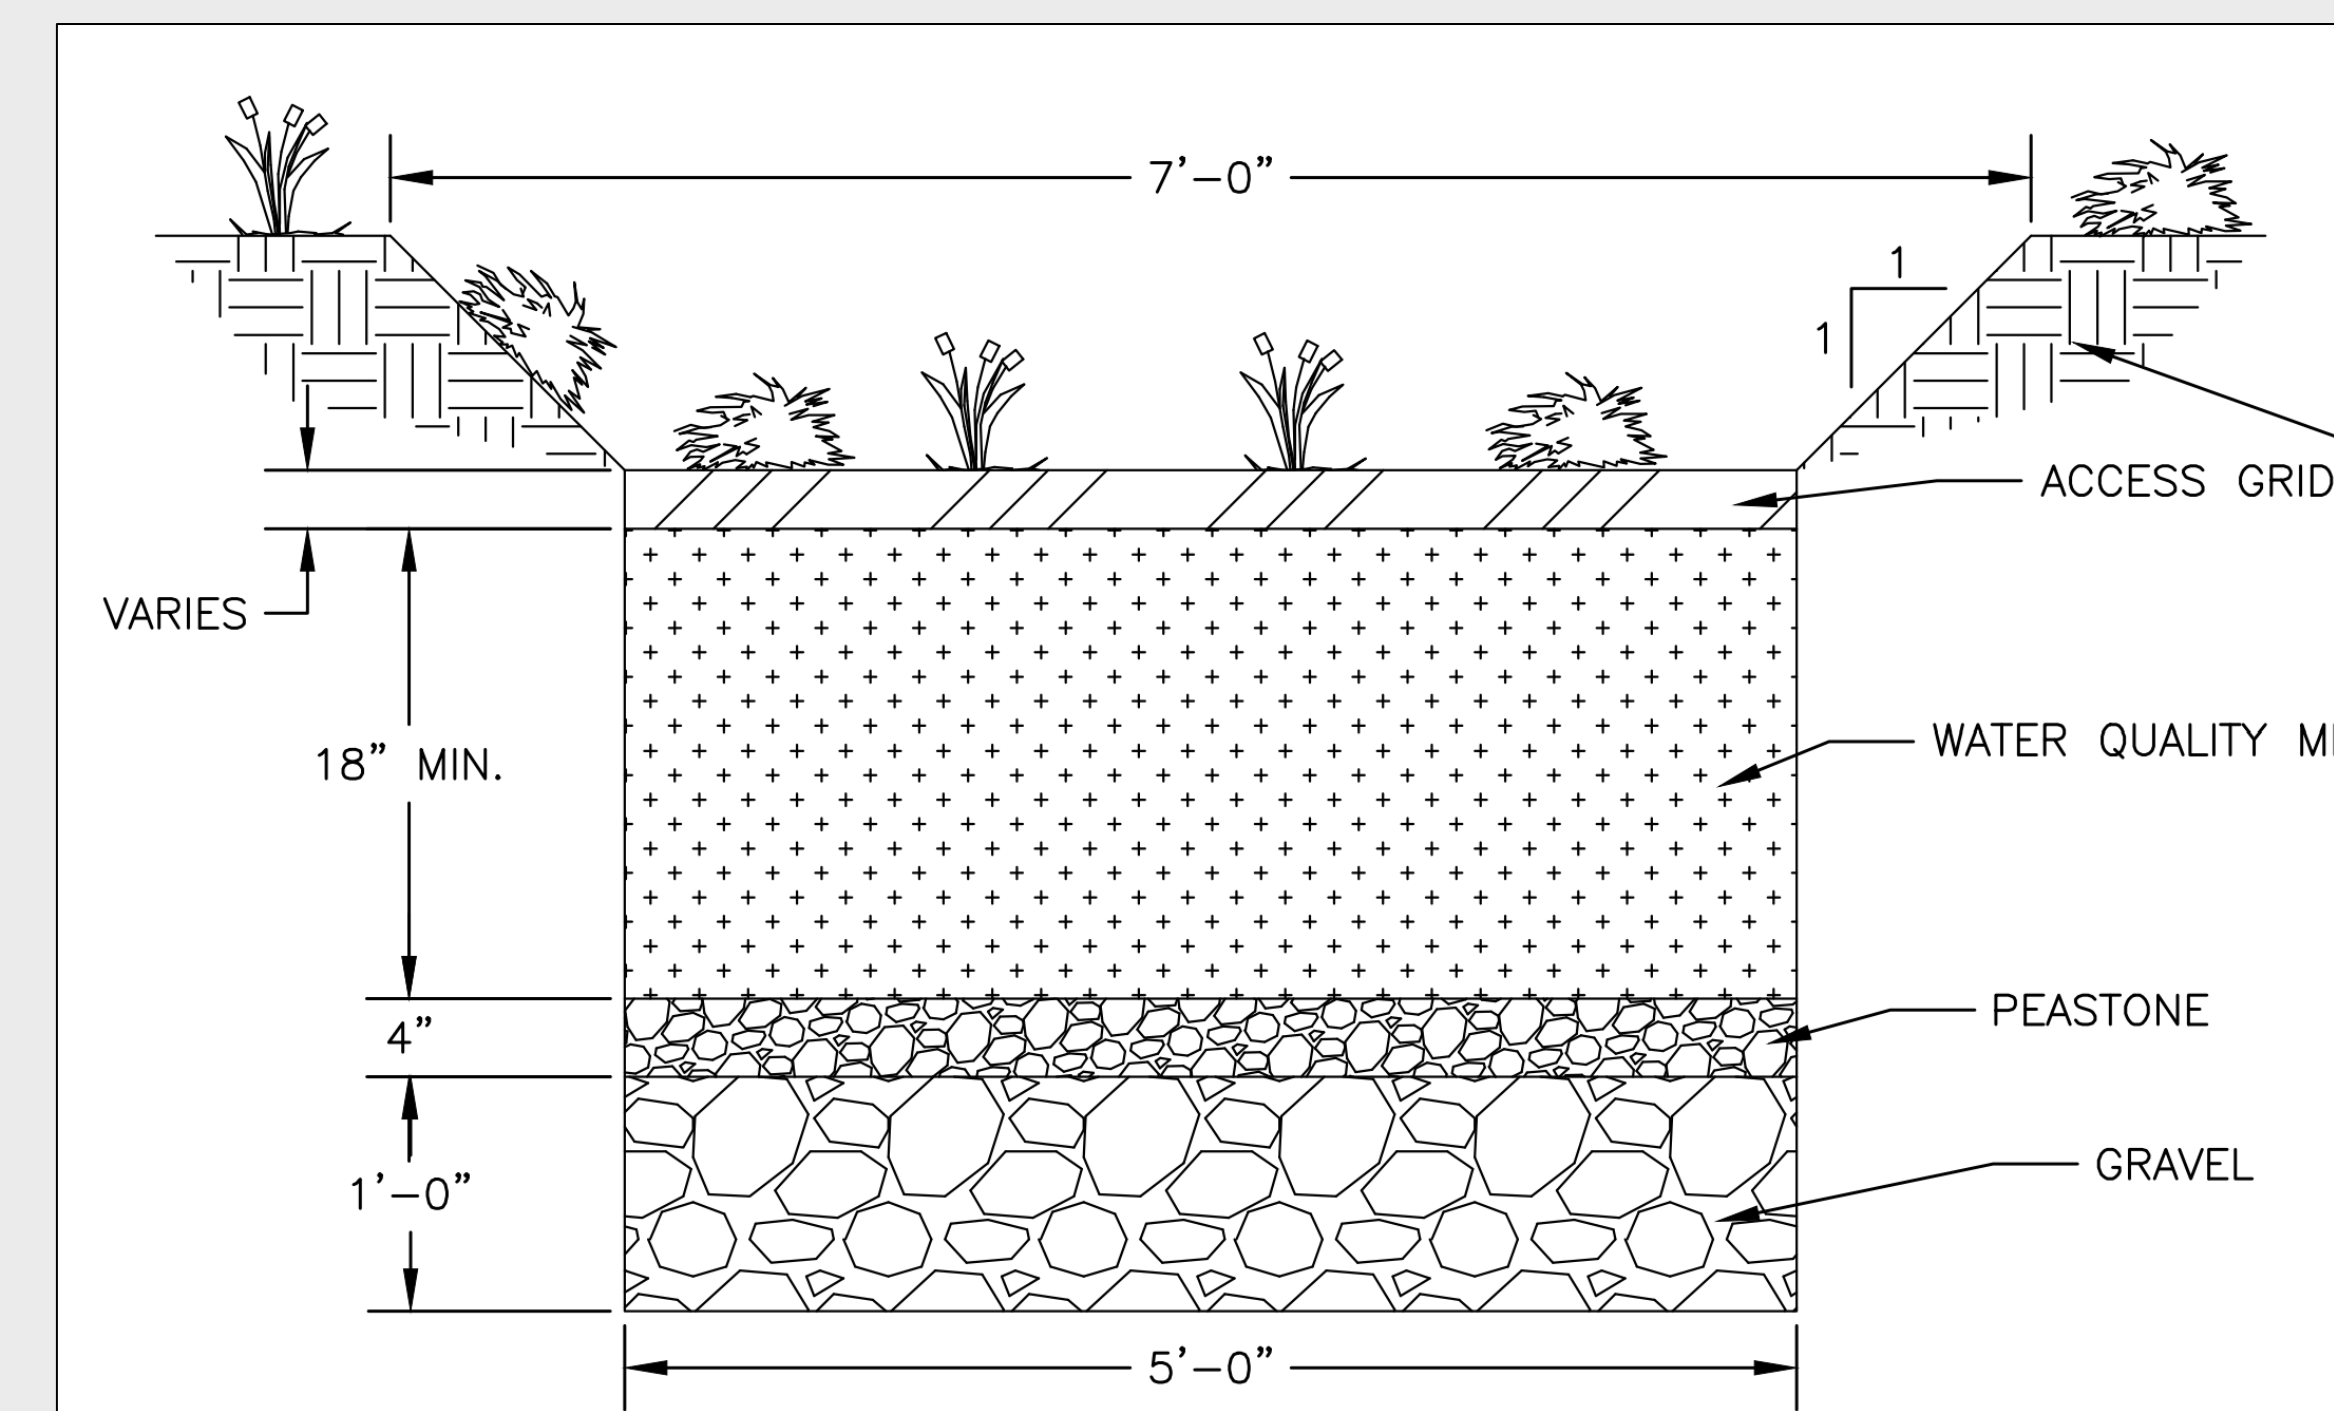 7’-0”
1
1
ACCESS GRID
VARIES
WATER QUALITY
18” MIN.
PEASTONE
4”
GRAVEL
1’-0”
5’-0”